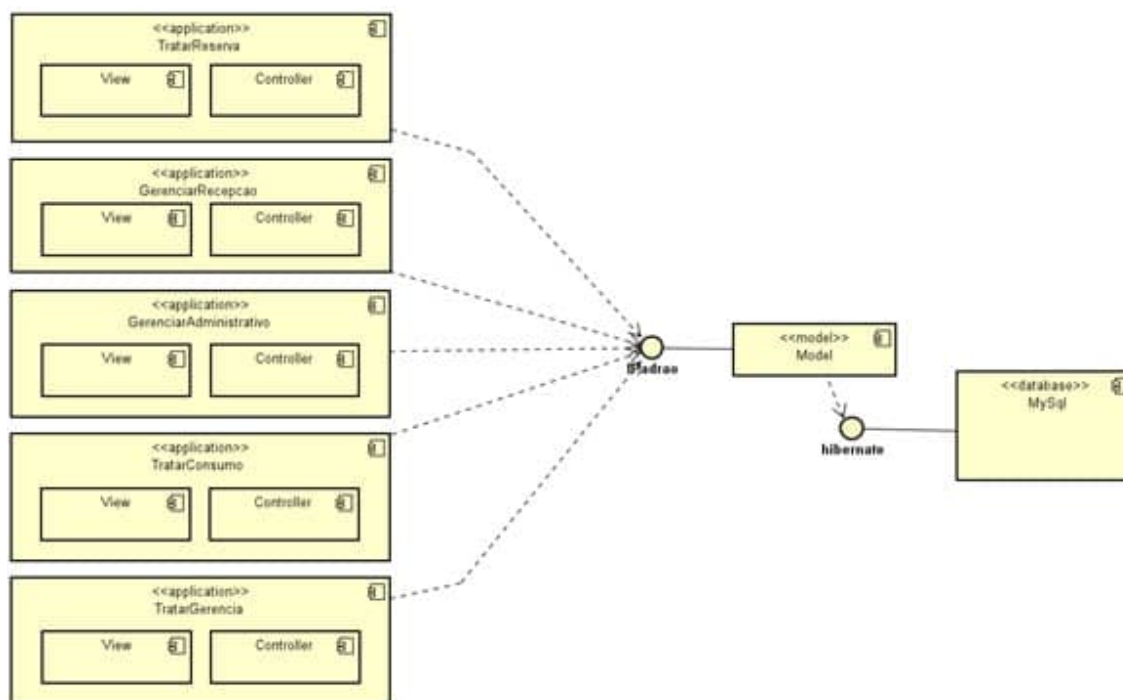 <<application>>
TratarReserva
View
Controller
<<application>>
GerenciarRecepcao
View
Controller
<<application>>
GerenciarAdministrativo
View
Controller
<<application>>
TratarConsumo
View
Controller
<<application>>
TratarGerencia
View
Controller
IPadrao
<<model>>
Model
hibernate
<<database>>
MySql